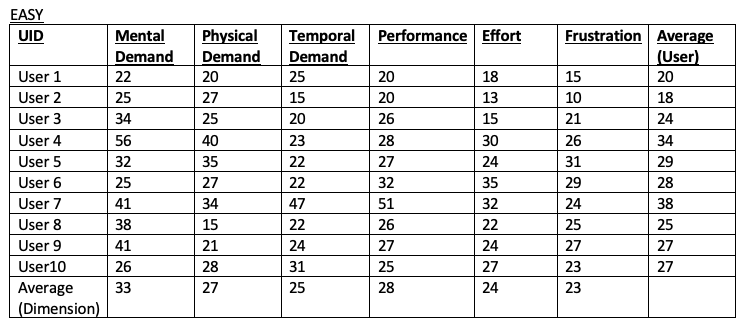 EASY
UID Mental Demand Physical Demand Temporal Demand Performance Effort Frustration Average (User)
User 1 22 20 25 20 18 15 20
User 2 25 27 15 20 13 10 18
User 3 34 25 20 26 15 21 24
User 4 56 40 23 28 30 26 34
User 5 32 35 22 27 24 31 29
User 6 25 27 22 32 35 29 28
User 7 41 34 47 51 32 24 38
User 8 38 15 22 26 22 25 25
User 9 41 21 24 27 24 27 27
User10 26 28 31 25 27 23 27
Average (Dimension) 33 27 25 28 24 23